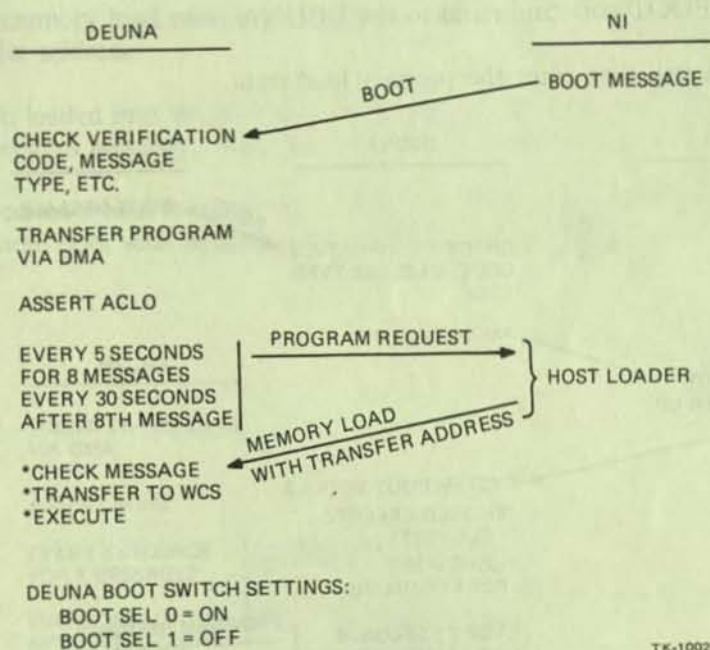 DEUNA
NI
BOOT
BOOT MESSAGE
CHECK VERIFICATION
CODE, MESSAGE
TYPE, ETC.
TRANSFER PROGRAM
VIA DMA
ASSERT ACLO
EVERY 5 SECONDS
FOR 8 MESSAGES
EVERY 30 SECONDS
AFTER 8TH MESSAGE
PROGRAM REQUEST
HOST LOADER
MEMORY LOAD
WITH TRANSFER ADDRESS
*CHECK MESSAGE
*TRANSFER TO WCS
*EXECUTE
DEUNA BOOT SWITCH SETTINGS:
BOOT SEL 0 = ON
BOOT SEL 1 = OFF
TK-1002